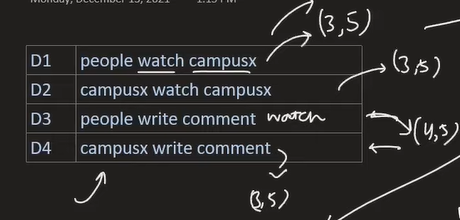 Monday, December 13, 2021 1:15 PM
(3,5)
D1 people watch campusx
(3,5)
D2 campusx watch campusx
D3 people write comment watch
(4,5)
D4 campusx write comment
(3,5)